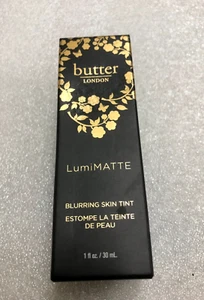 butter
LONDON
LumiMATTE
BLURRING SKIN TINT
ESTOMPE LA TEINTE
DE PEAU
1 fl oz. / 30 mL.